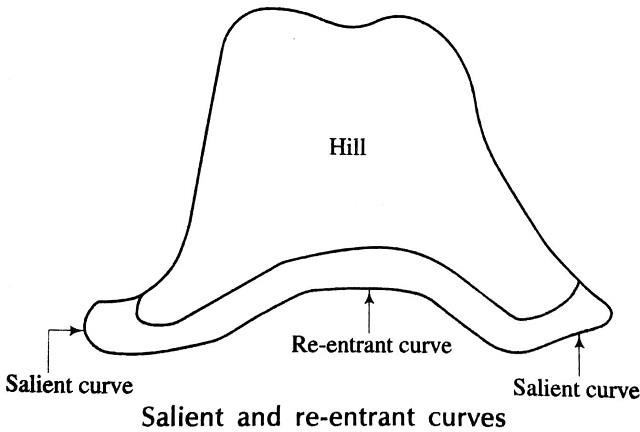 Hill
Re-entrant curve
Salient curve
Salient curve
Salient and re-entrant curves